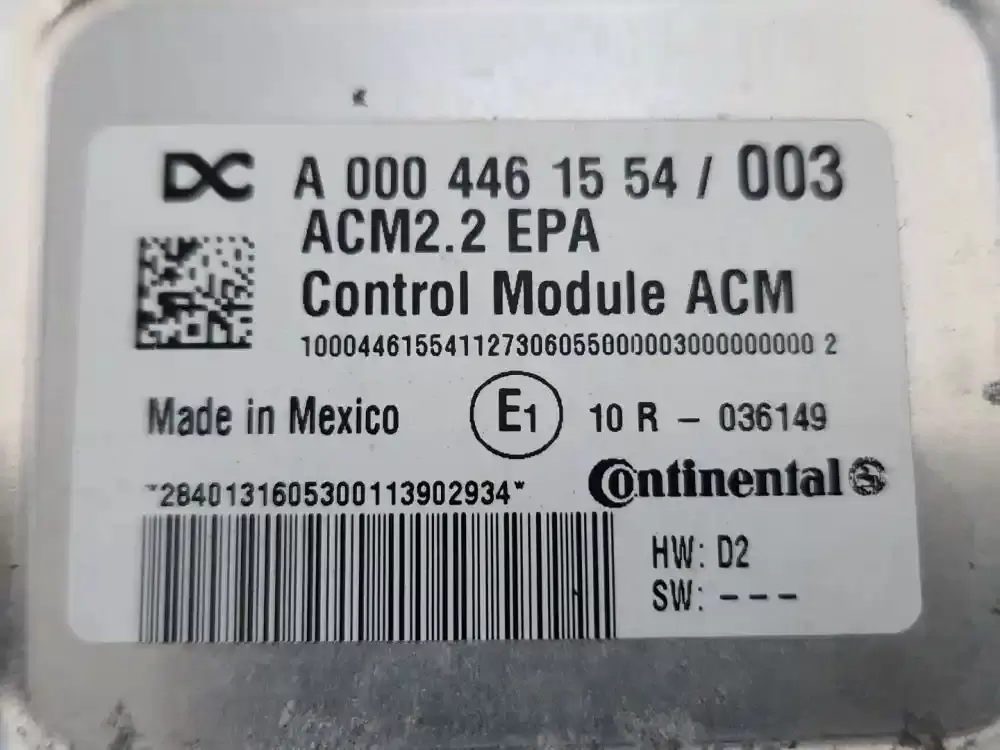 DC A 000 446 15 54 / 003
ACM2.2 EPA
Control Module ACM
10004461554112730605580000300000000 2
Made in Mexico E1 10 R - 036149
*2840131605300113902934* Continental
HW: D2
SW: ---